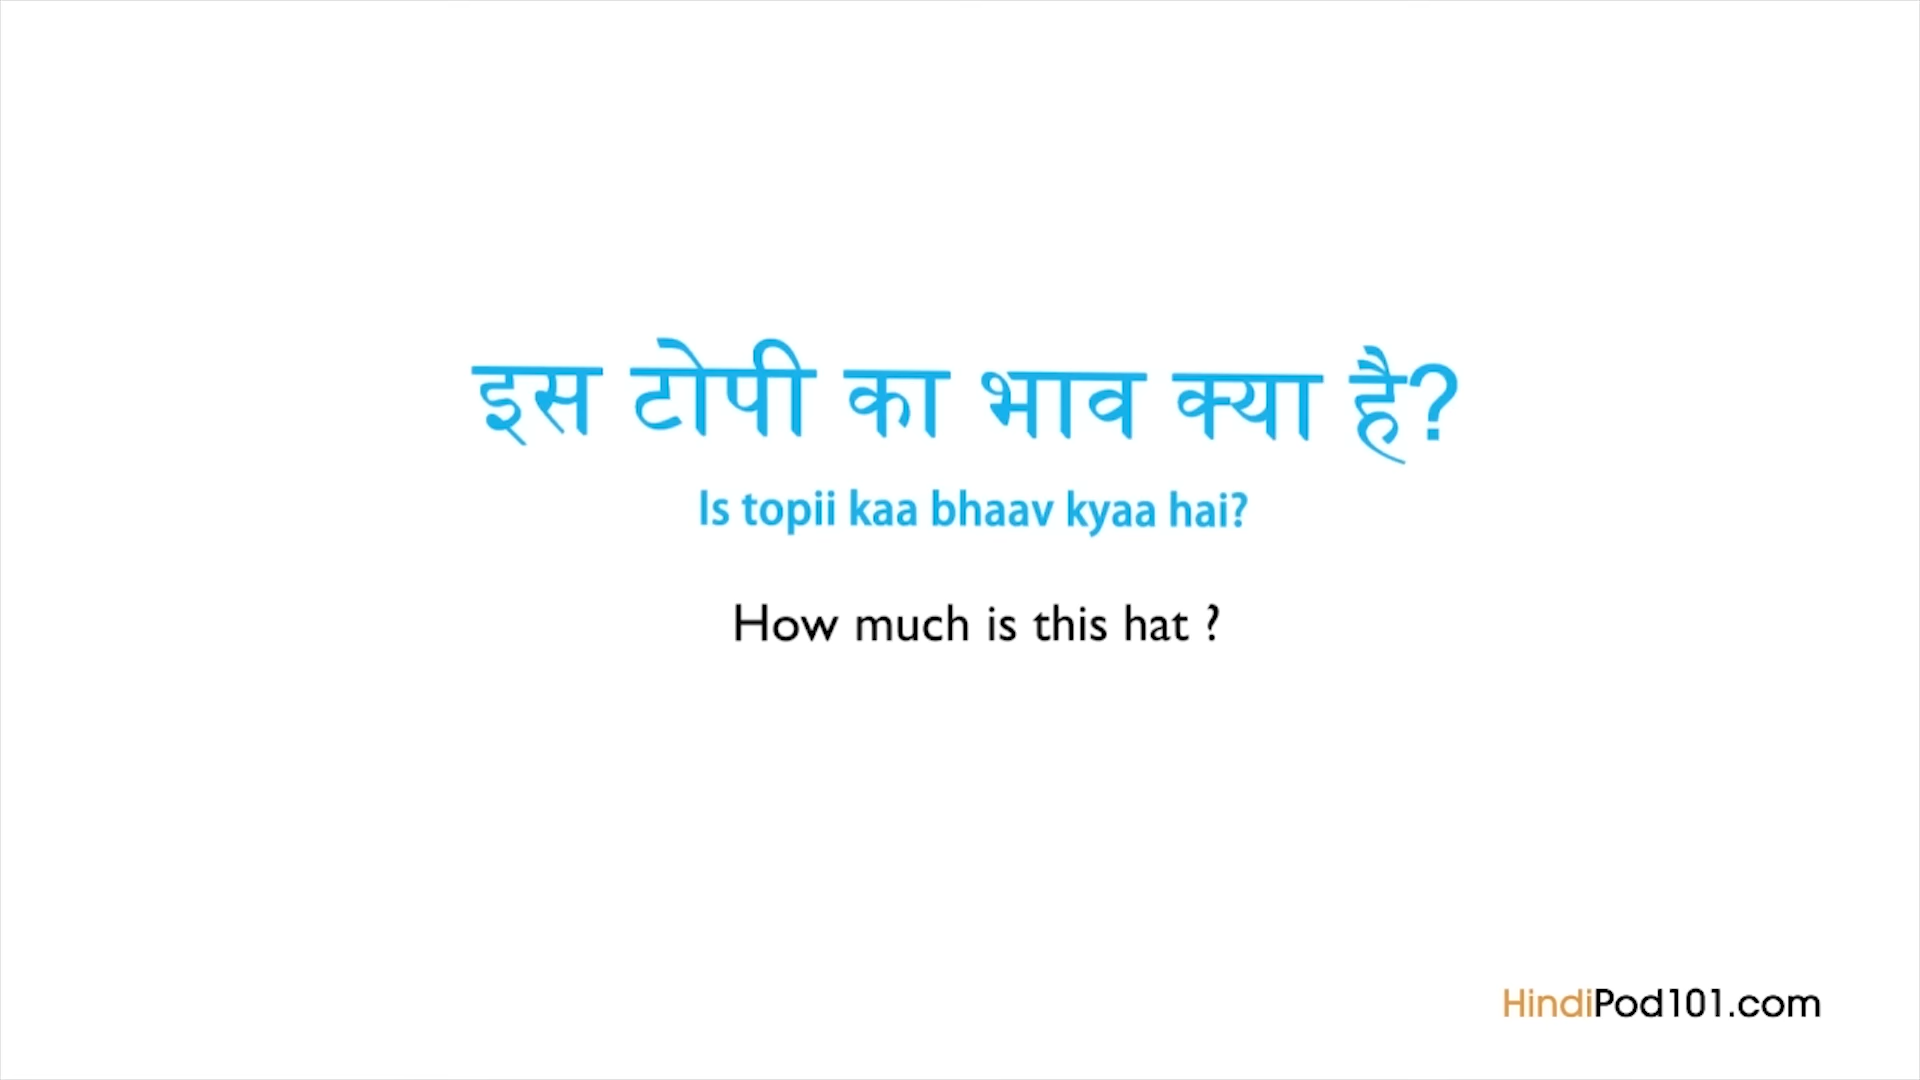 इस टोपी का भाव क्या है?
Is topii kaa bhaav kyaa hai?
How much is this hat ?
HindiPod101.com